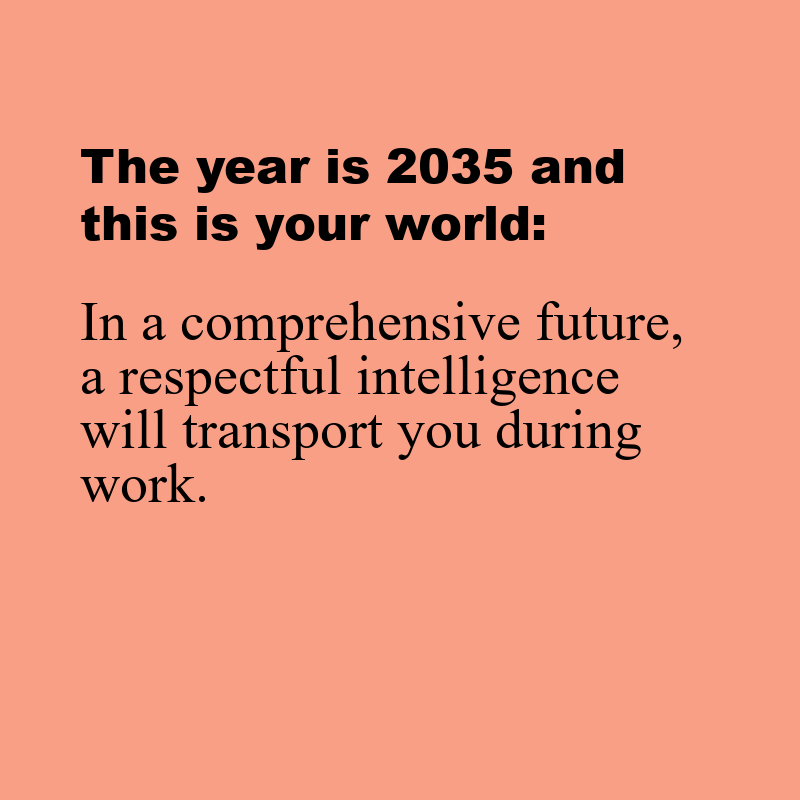 The year is 2035 and
this is your world:
In a comprehensive future,
a respectful intelligence
will transport you during
work.